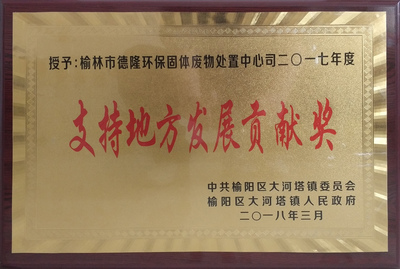 授予:榆林市德隆环保固体废物处置中心司二〇一七年度
支持地方发展贡献奖
中共榆阳区大河塔镇委员会
榆阳区大河塔镇人民政府
二〇一八年三月